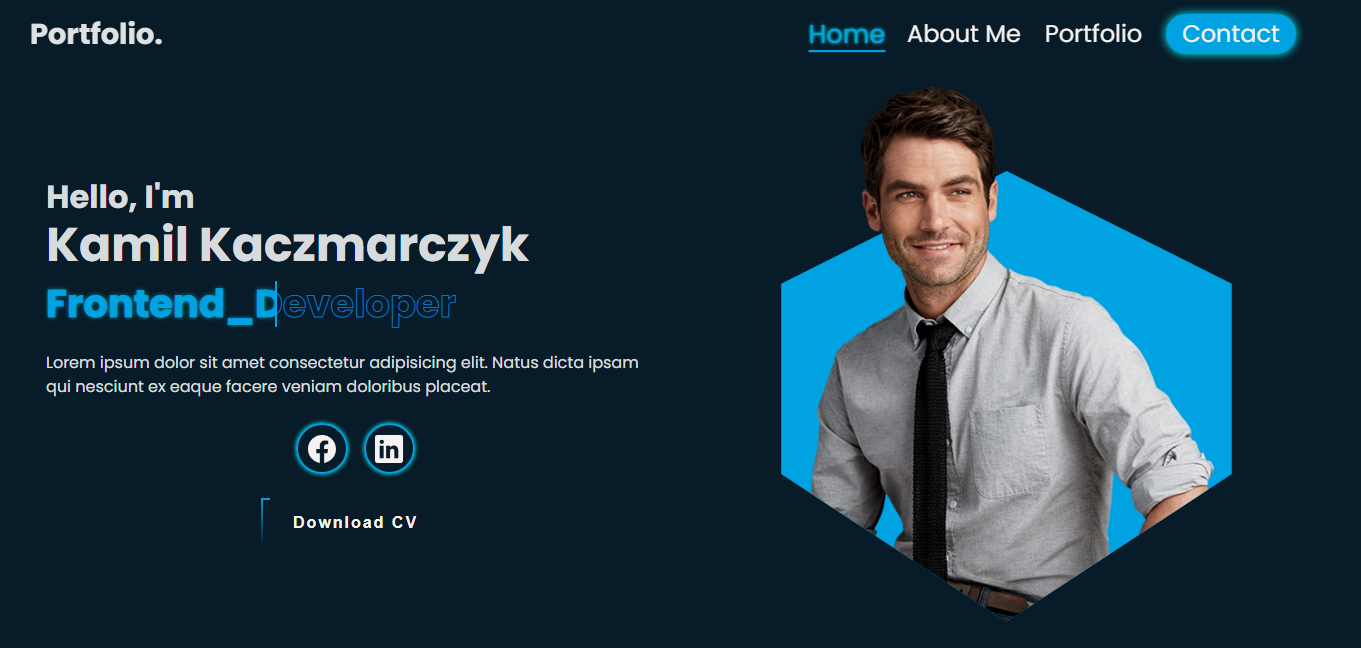 Portfolio.
Home About Me Portfolio Contact
Hello, I'm
Kamil Kaczmarczyk
Frontend_Developer
Lorem ipsum dolor sit amet consectetur adipisicing elit. Natus dicta ipsam
qui nesciunt ex eaque facere veniam doloribus placeat.
in
Download CV